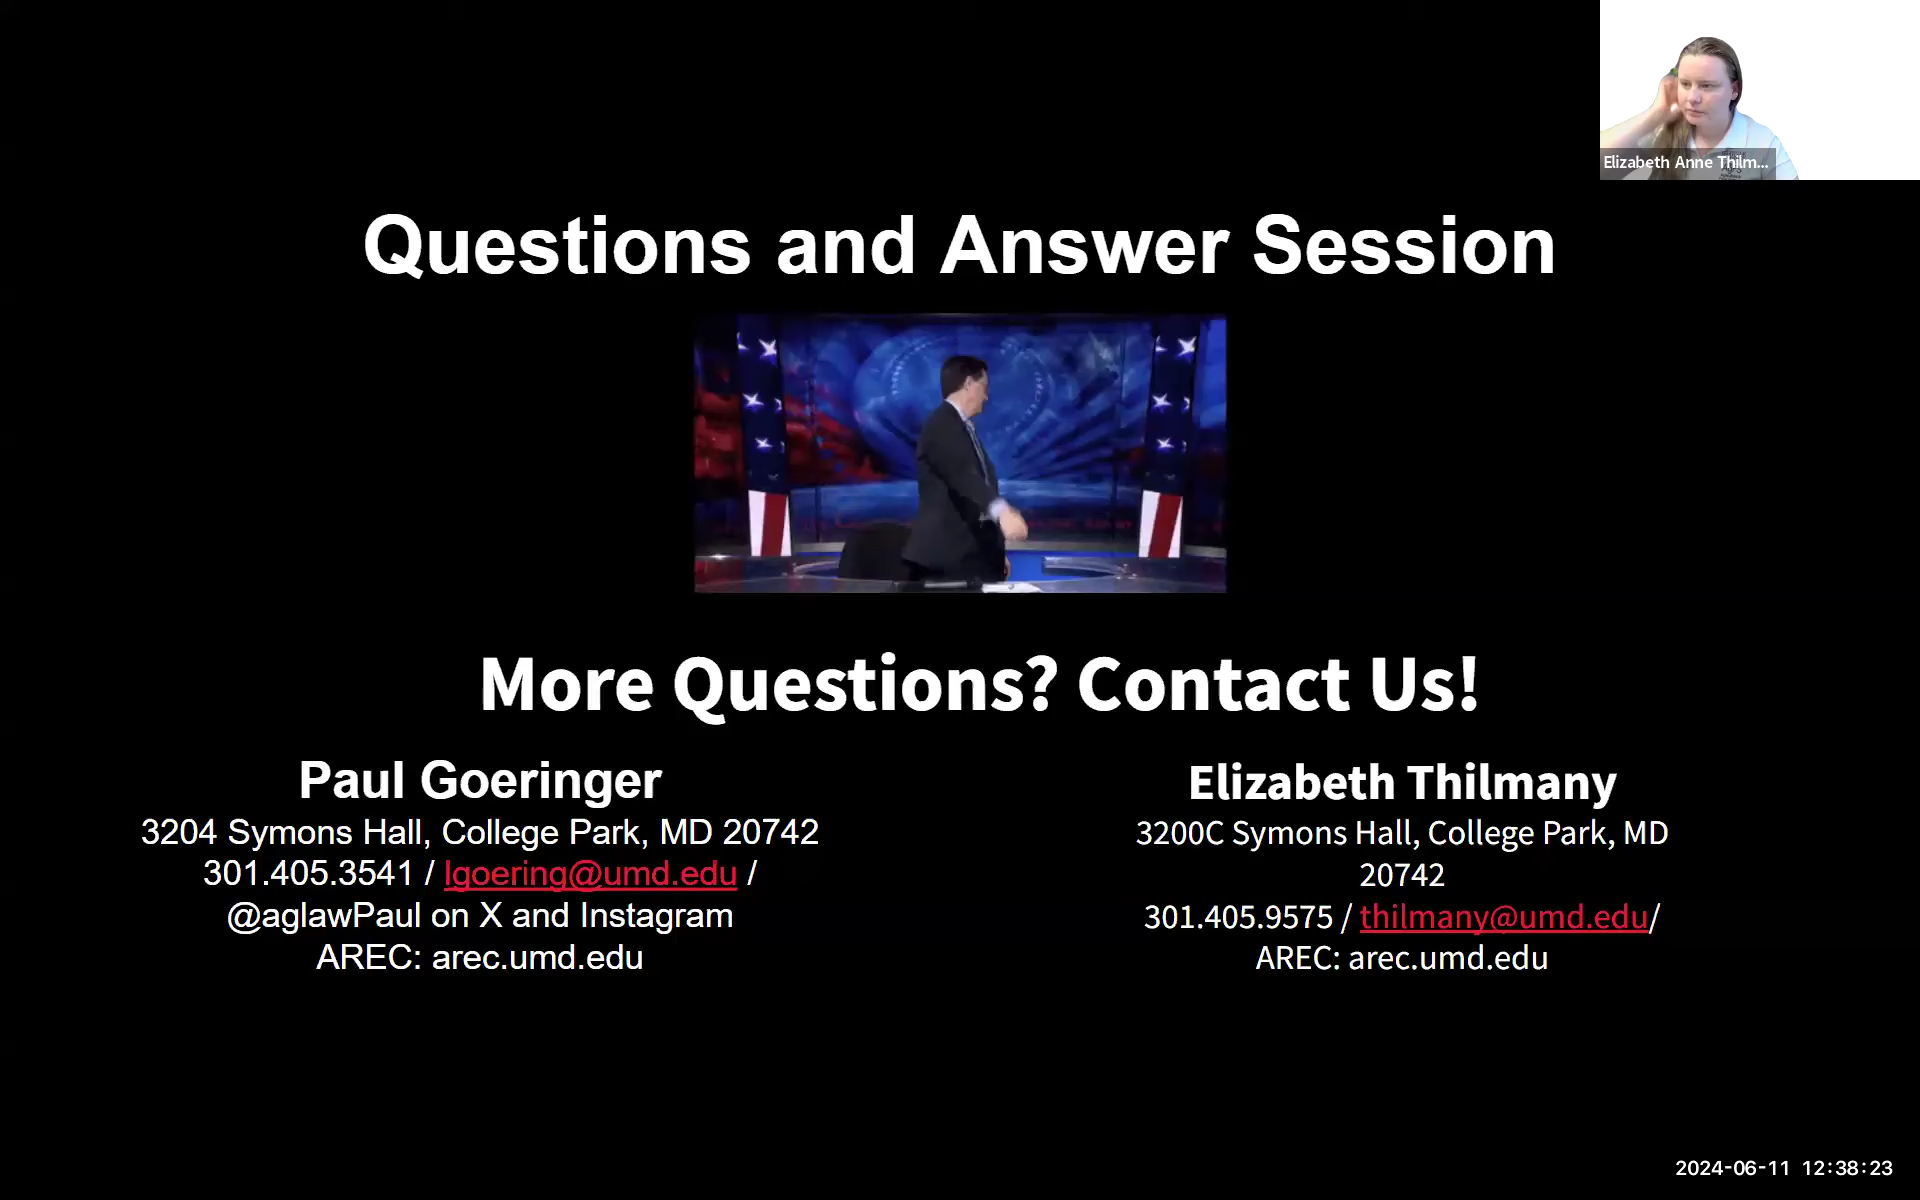 Elizabeth Anne Thilm...
Questions and Answer Session
More Questions? Contact Us!
Paul Goeringer
3204 Symons Hall, College Park, MD 20742
301.405.3541 / lgoering@umd.edu /
@aglawPaul on X and Instagram
AREC: arec.umd.edu
Elizabeth Thilmany
3200C Symons Hall, College Park, MD
20742
301.405.9575 / thilmany@umd.edu/
AREC: arec.umd.edu
2024-06-11 12:38:23